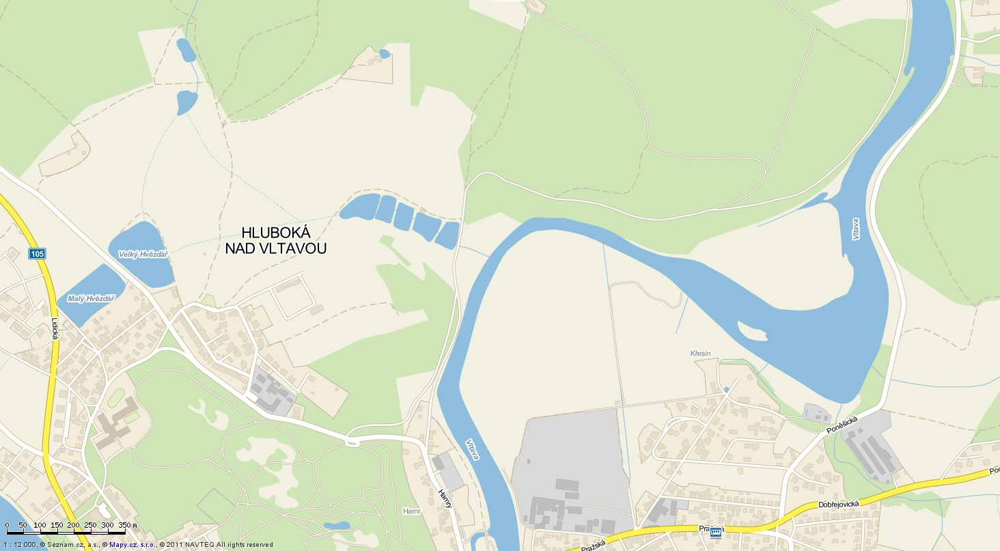 Vltava
HLUBOKÁ
NAD VLTAVOU
105
Velký Hvězdář
Malý Hvězdář
Lidická
Křesín
Poněšická
Vltava
Hamry
Hamr
Dobřejovická
Pražská
Pražská
0 50 100 150 200 250 300 350 m
1 : 12 000, © Seznam.cz, a.s., © Mapy.cz, s.r.o., © 2011 NAVTEQ All rights reserved